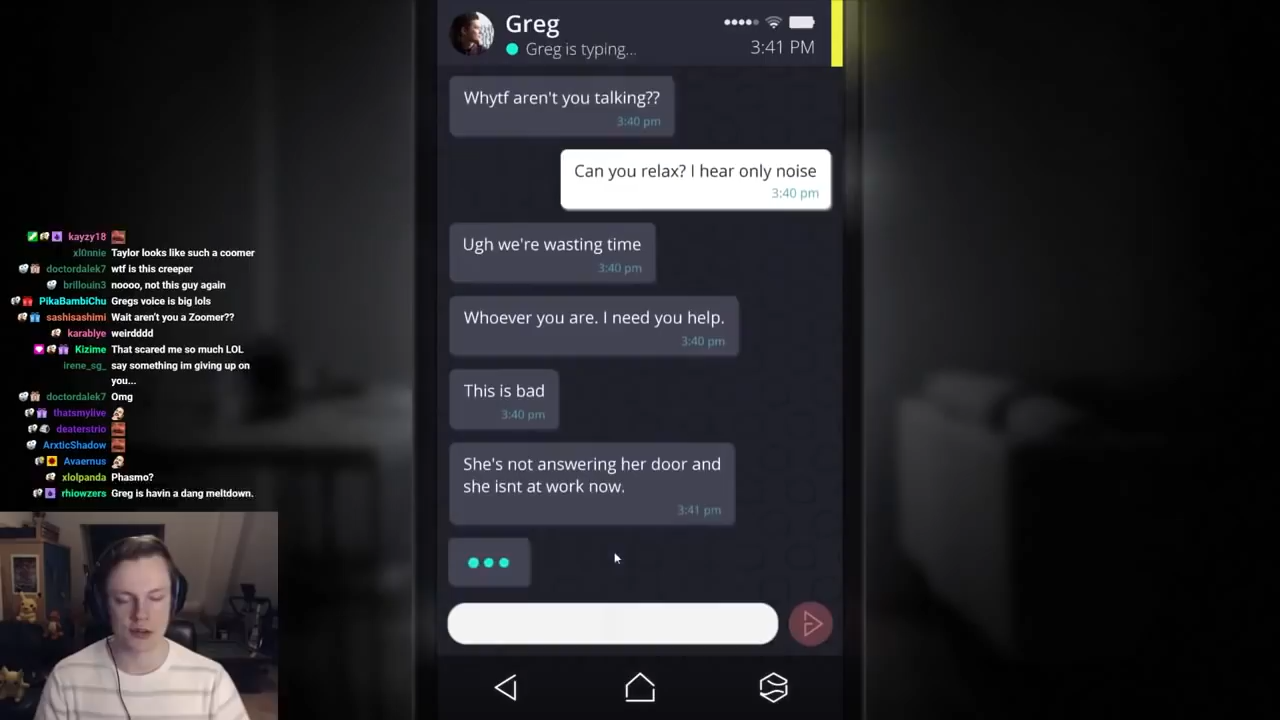 Greg
Greg is typing...
3:41 PM
Whytf aren't you talking??
3:40 pm
Can you relax? I hear only noise
3:40 pm
Ugh we're wasting time
3:40 pm
Whoever you are. I need you help.
3:40 pm
This is bad
3:40 pm
She's not answering her door and
she isnt at work now.
3:41 pm
kayzy18
xl0nnie Taylor looks like such a coomer
doctordalek7 wtf is this creeper
brillouin3 noooo, not this guy again
PikaBambiChu Gregs voice is big lols
sashisashimi Wait aren't you a Zoomer??
karablye weirdddd
Kizime That scared me so much LOL
irene_sg_ say something im giving up on
you...
doctordalek7 Omg
thatsmylive
deaterstrio
ArxticShadow
Avaernus
xlolpanda Phasmo?
rhiowzers Greg is havin a dang meltdown.